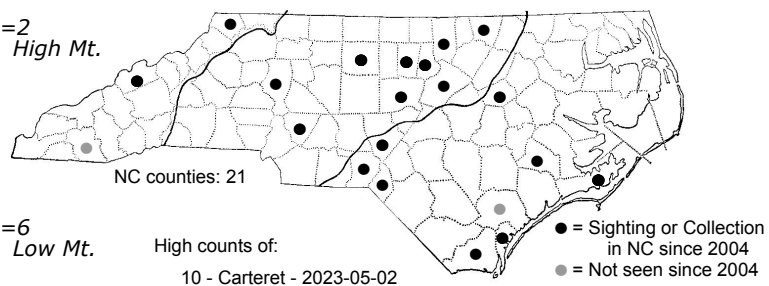 =2
High Mt.
NC counties: 21
=6
Low Mt.
High counts of:
10 - Carteret - 2023-05-02
● = Sighting or Collection
in NC since 2004
● = Not seen since 2004